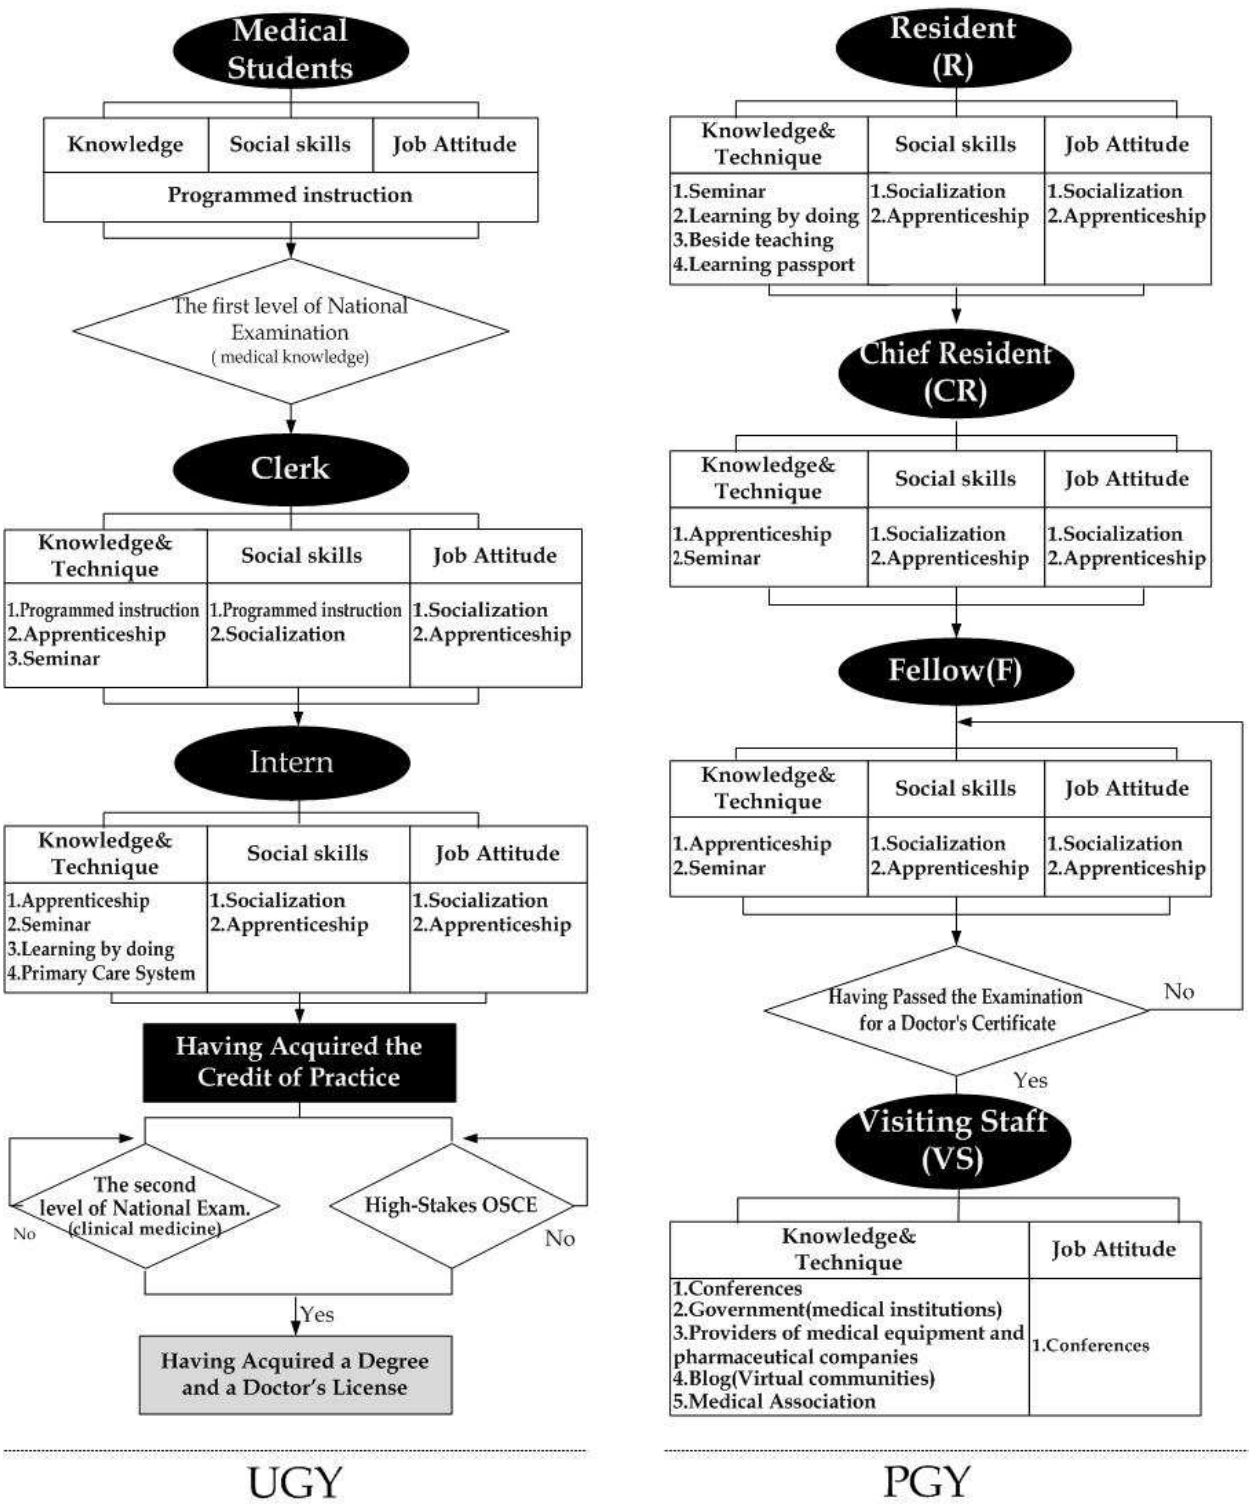 Medical
Students
Knowledge
Social skills
Job Attitude
Programmed instruction
The first level of National
Examination
( medical knowledge)
Clerk
Knowledge&
Technique
Social skills
Job Attitude
1.Programmed instruction
2.Apprenticeship
3.Seminar
1.Programmed instruction
2.Socialization
1.Socialization
2.Apprenticeship
Intern
Knowledge&
Technique
Social skills
Job Attitude
1.Apprenticeship
2.Seminar
3.Learning by doing
4.Primary Care System
1.Socialization
2.Apprenticeship
1.Socialization
2.Apprenticeship
Having Acquired the
Credit of Practice
The second
level of National Exam.
(clinical medicine)
No
High-Stakes OSCE
No
Yes
Having Acquired a Degree
and a Doctor's License
UGY
Resident
(R)
Knowledge&
Technique
Social skills
Job Attitude
1.Seminar
2.Learning by doing
3.Beside teaching
4.Learning passport
1.Socialization
2.Apprenticeship
1.Socialization
2.Apprenticeship
Chief Resident
(CR)
Knowledge&
Technique
Social skills
Job Attitude
1.Apprenticeship
2.Seminar
1.Socialization
2.Apprenticeship
1.Socialization
2.Apprenticeship
Fellow(F)
Knowledge&
Technique
Social skills
Job Attitude
1.Apprenticeship
2.Seminar
1.Socialization
2.Apprenticeship
1.Socialization
2.Apprenticeship
Having Passed the Examination
for a Doctor's Certificate
No
Yes
Visiting Staff
(VS)
Knowledge&
Technique
Job Attitude
1.Conferences
2.Government(medical institutions)
3.Providers of medical equipment and
pharmaceutical companies
4.Blog(Virtual communities)
5.Medical Association
1.Conferences
PGY